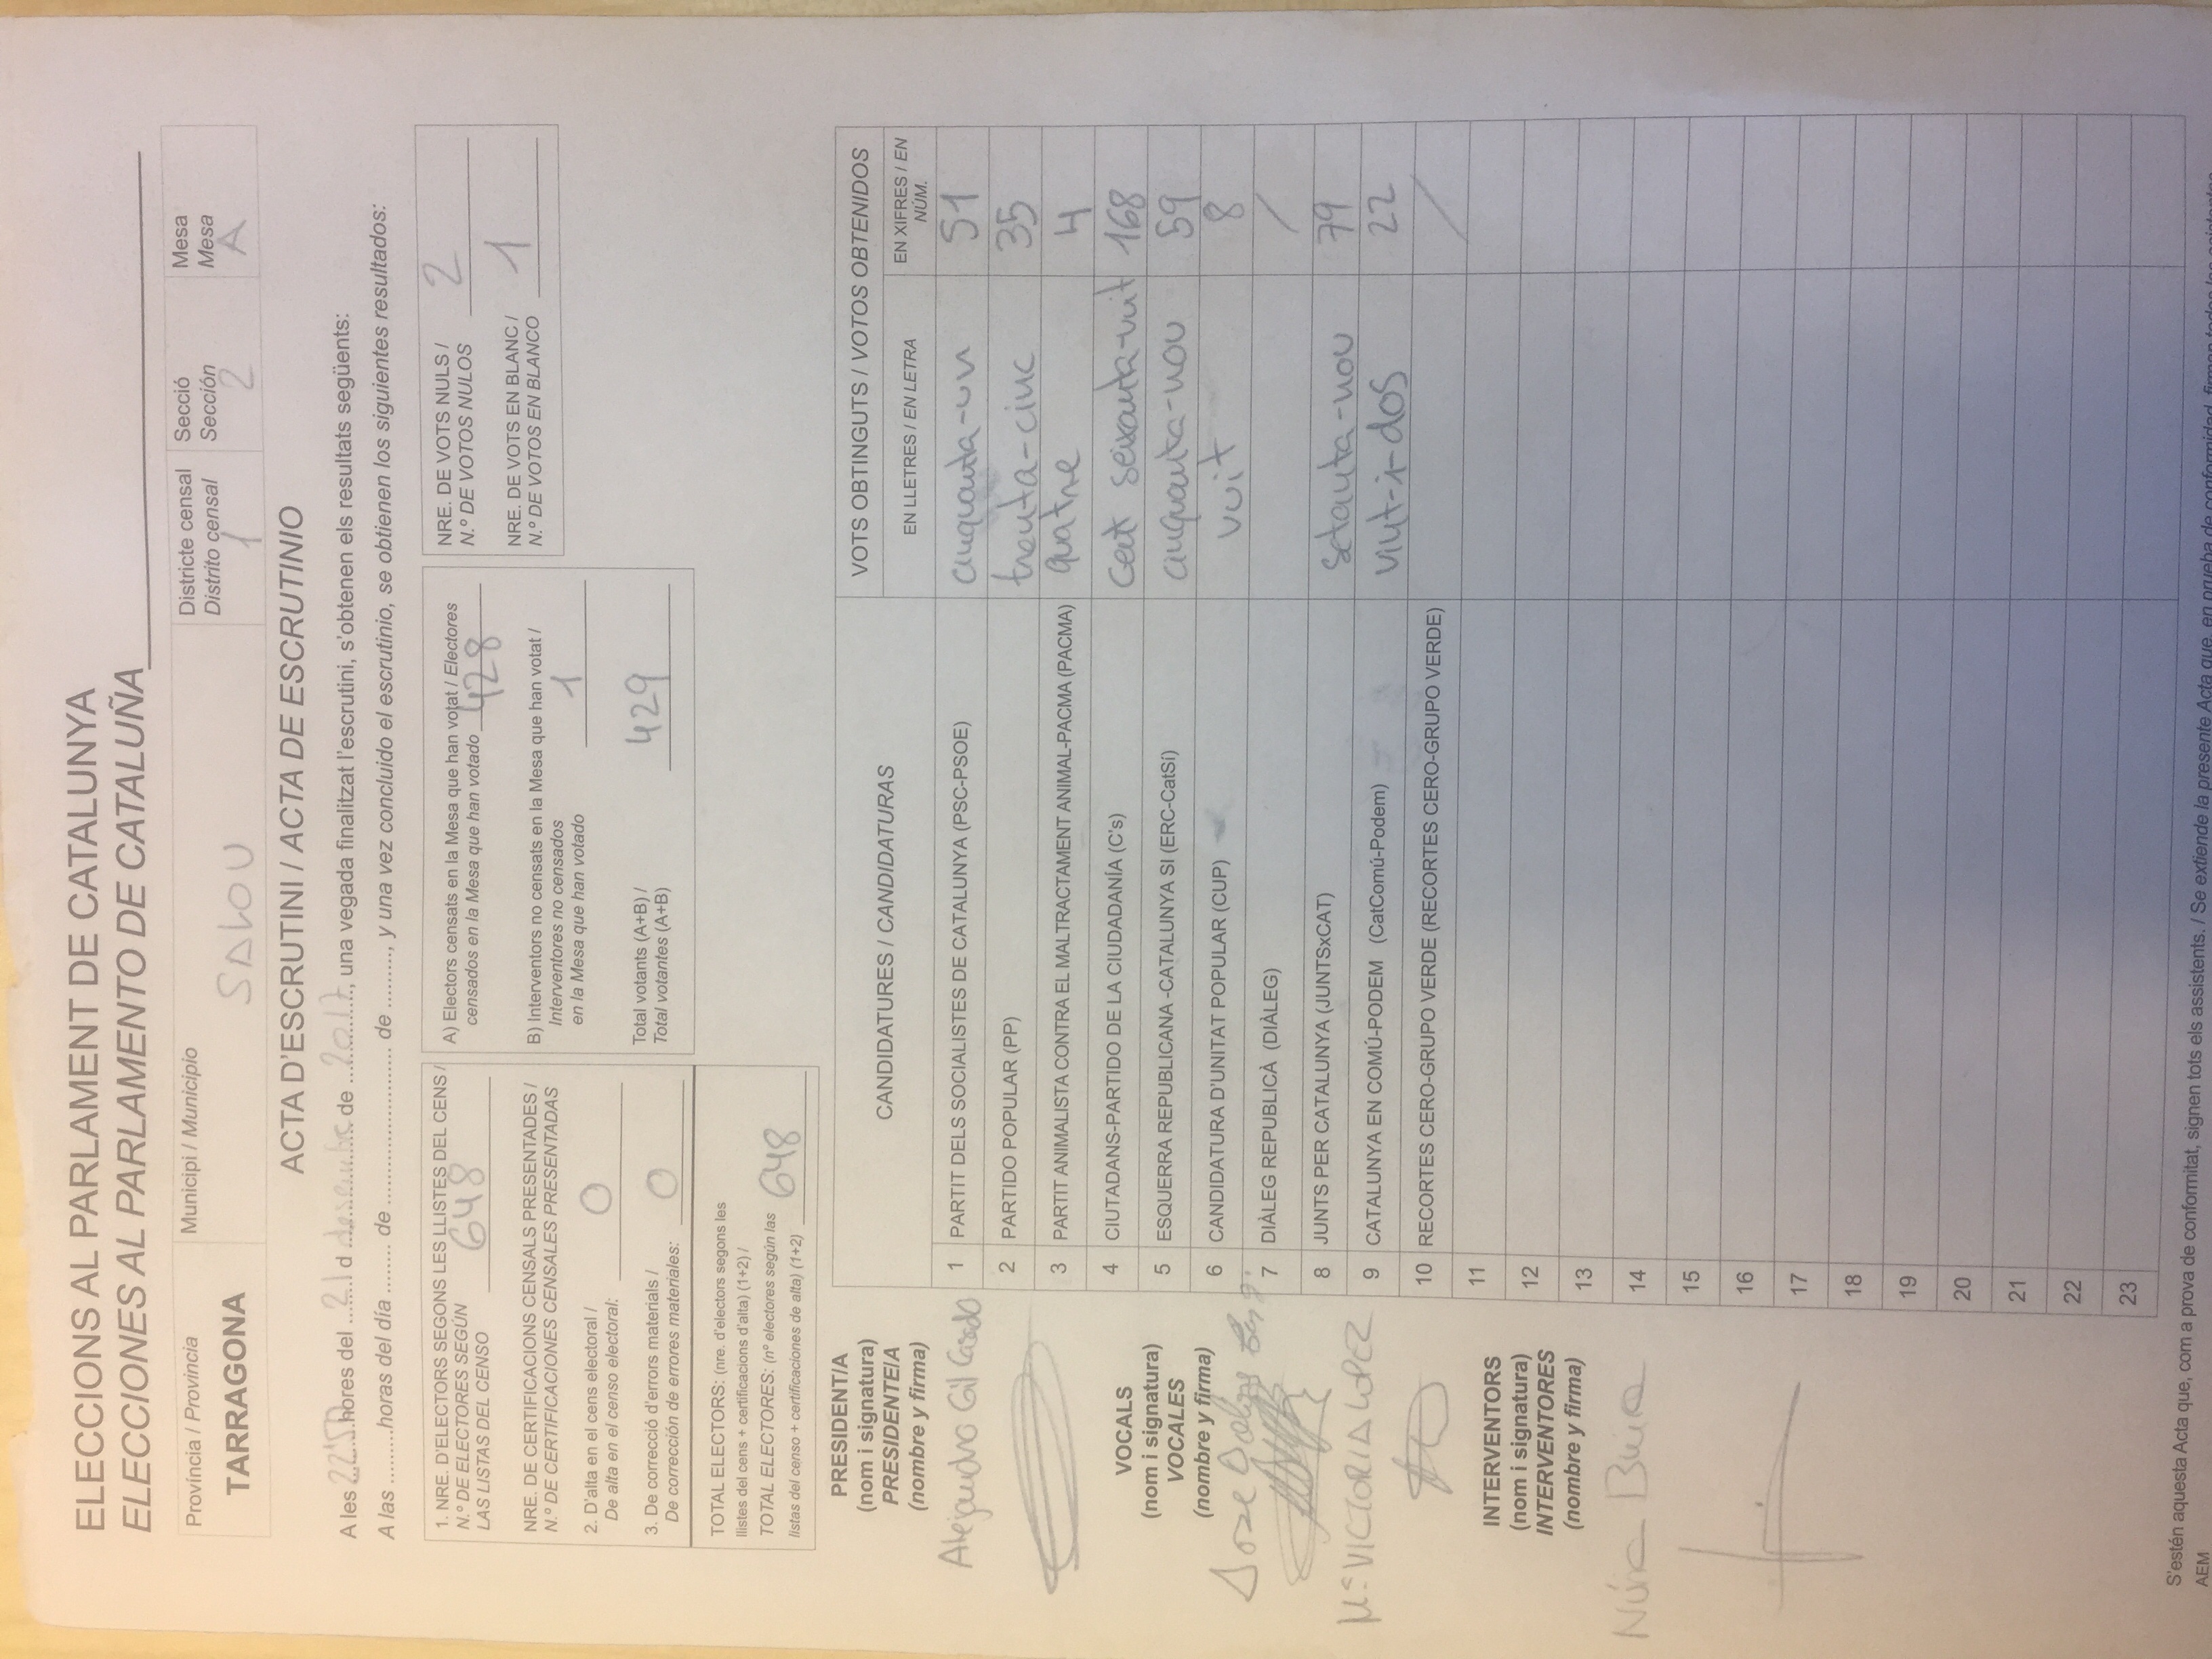 ELECCIONS AL PARLAMENT DE CATALUNYA
ELECCIONES AL PARLAMENTO DE CATALUÑA
Província / Provincia
TARRAGONA
Municipi / Municipio
SALOU
Districte censal
Distrito censal
1
Secció
Sección
2
Mesa
Mesa
A
ACTA D'ESCRUTINI / ACTA DE ESCRUTINIO
A les 22'50 hores del 21 d desembre de 2017, una vegada finalitzat l'escrutini, s'obtenen els resultats següents:
A las .........horas del día ........ de ........................... de ........., y una vez concluido el escrutinio, se obtienen los siguientes resultados:
1. NRE. D'ELECTORS SEGONS LES LLISTES DEL CENS /
N.º DE ELECTORES SEGÚN
LAS LISTAS DEL CENSO 648
NRE. DE CERTIFICACIONS CENSALS PRESENTADES /
N.º DE CERTIFICACIONES CENSALES PRESENTADAS
2. D'alta en el cens electoral /
De alta en el censo electoral: 0
3. De correcció d'errors materials /
De corrección de errores materiales: 0
TOTAL ELECTORS: (nre. d'electors segons les
llistes del cens + certificacions d'alta) (1+2) /
TOTAL ELECTORES: (nº electores según las
listas del censo + certificaciones de alta) (1+2) 648
A) Electors censats en la Mesa que han votat / Electores
censados en la Mesa que han votado 428
B) Interventors no censats en la Mesa que han votat /
Interventores no censados
en la Mesa que han votado 1
Total votants (A+B) /
Total votantes (A+B) 429
NRE. DE VOTS NULS /
N.º DE VOTOS NULOS 2
NRE. DE VOTS EN BLANC /
N.º DE VOTOS EN BLANCO 1
PRESIDENT/A
(nom i signatura)
PRESIDENTE/A
(nombre y firma)
Alejandro Gil Casado
VOCALS
(nom i signatura)
VOCALES
(nombre y firma)
Jose
Mª VICTORIA LOPEZ
INTERVENTORS
(nom i signatura)
INTERVENTORES
(nombre y firma)
Núria
CANDIDATURES / CANDIDATURAS
VOTS OBTINGUTS / VOTOS OBTENIDOS
EN LLETRES / EN LETRA
EN XIFRES / EN
NÚM.
1 PARTIT DELS SOCIALISTES DE CATALUNYA (PSC-PSOE) cinquanta-un 51
2 PARTIDO POPULAR (PP) trenta-cinc 35
3 PARTIT ANIMALISTA CONTRA EL MALTRACTAMENT ANIMAL-PACMA (PACMA) quatre 4
4 CIUTADANS-PARTIDO DE LA CIUDADANÍA (C's) cent seixanta-vuit 168
5 ESQUERRA REPUBLICANA -CATALUNYA SI (ERC-CatSí) cinquanta-nou 59
6 CANDIDATURA D'UNITAT POPULAR (CUP) vuit 8
7 DIÀLEG REPUBLICÀ (DIÀLEG) /
8 JUNTS PER CATALUNYA (JUNTSxCAT) setanta-nou 79
9 CATALUNYA EN COMÚ-PODEM (CatComú-Podem) vint-i-dos 22
10 RECORTES CERO-GRUPO VERDE (RECORTES CERO-GRUPO VERDE) /
11
12
13
14
15
16
17
18
19
20
21
22
23
S'estén aquesta Acta que, com a prova de conformitat, signen tots els assistents. / Se extiende la presente Acta que, en prueba de conformidad, firman todos los asistentes
AEM